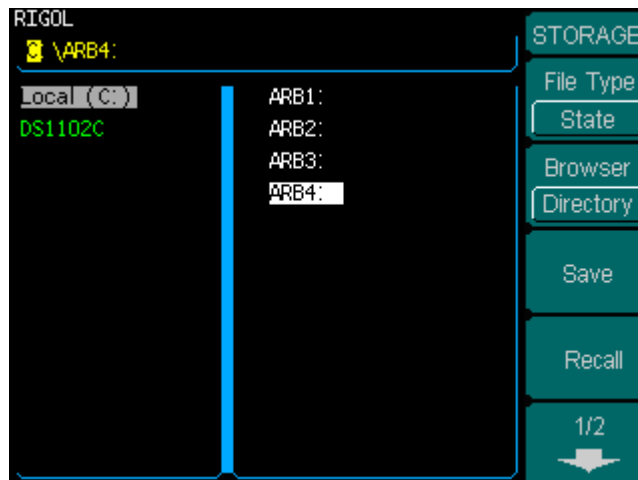 RIGOL
C \ARB4:
Local (C:)
DS1102C
ARB1:
ARB2:
ARB3:
ARB4:
STORAGE
File Type
State
Browser
Directory
Save
Recall
1/2